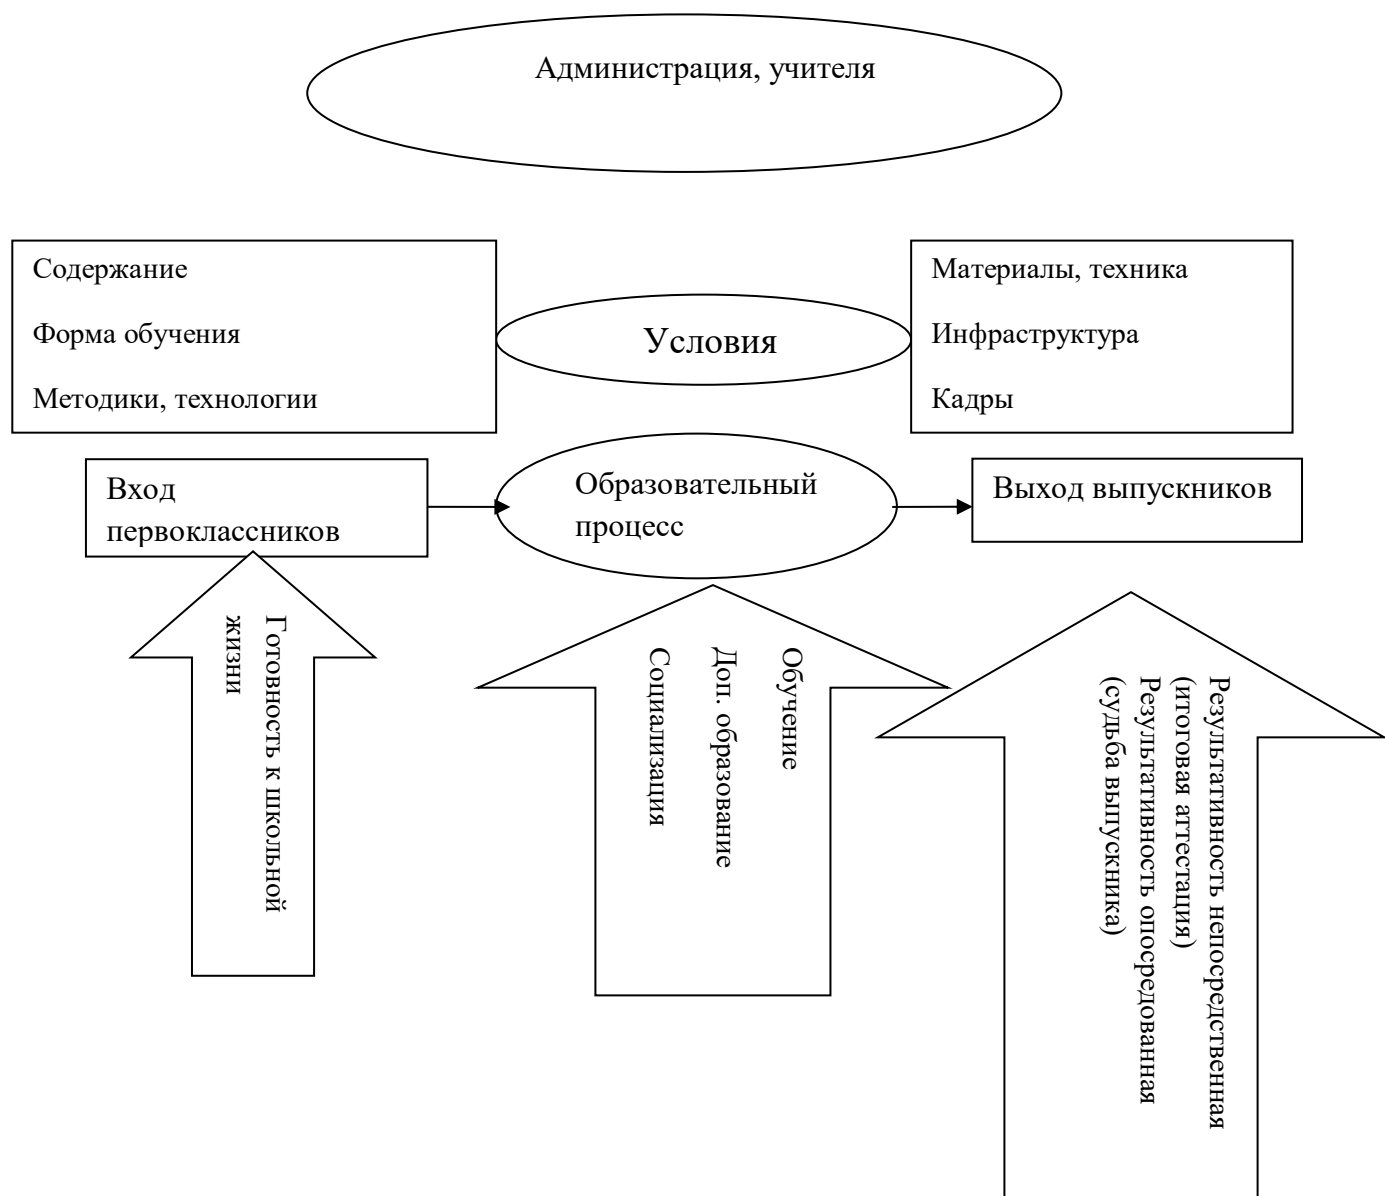 Администрация, учителя
Содержание
Форма обучения
Методики, технологии
Условия
Материалы, техника
Инфраструктура
Кадры
Вход
первоклассников
Образовательный
процесс
Выход выпускников
Готовность к школьной
жизни
Обучение
Доп. образование
Социализация
Результативность непосредственная
(итоговая аттестация)
Результативность опосредованная
(судьба выпускника)